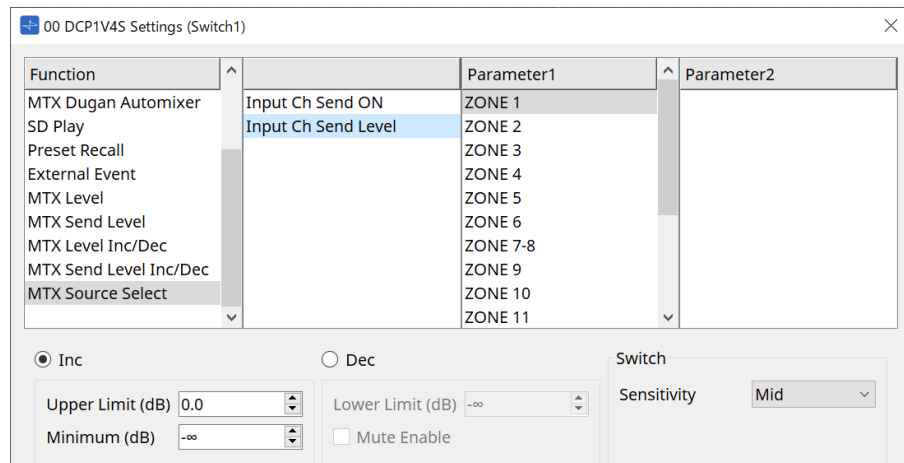 00 DCP1V4S Settings (Switch1)
Function
Parameter1
Parameter2
MTX Dugan Automixer
SD Play
Preset Recall
External Event
MTX Level
MTX Send Level
MTX Level Inc/Dec
MTX Send Level Inc/Dec
MTX Source Select
Input Ch Send ON
Input Ch Send Level
ZONE 1
ZONE 2
ZONE 3
ZONE 4
ZONE 5
ZONE 6
ZONE 7-8
ZONE 9
ZONE 10
ZONE 11
Inc
Upper Limit (dB) 0.0
Minimum (dB) -∞
Dec
Lower Limit (dB) -∞
Mute Enable
Switch
Sensitivity Mid